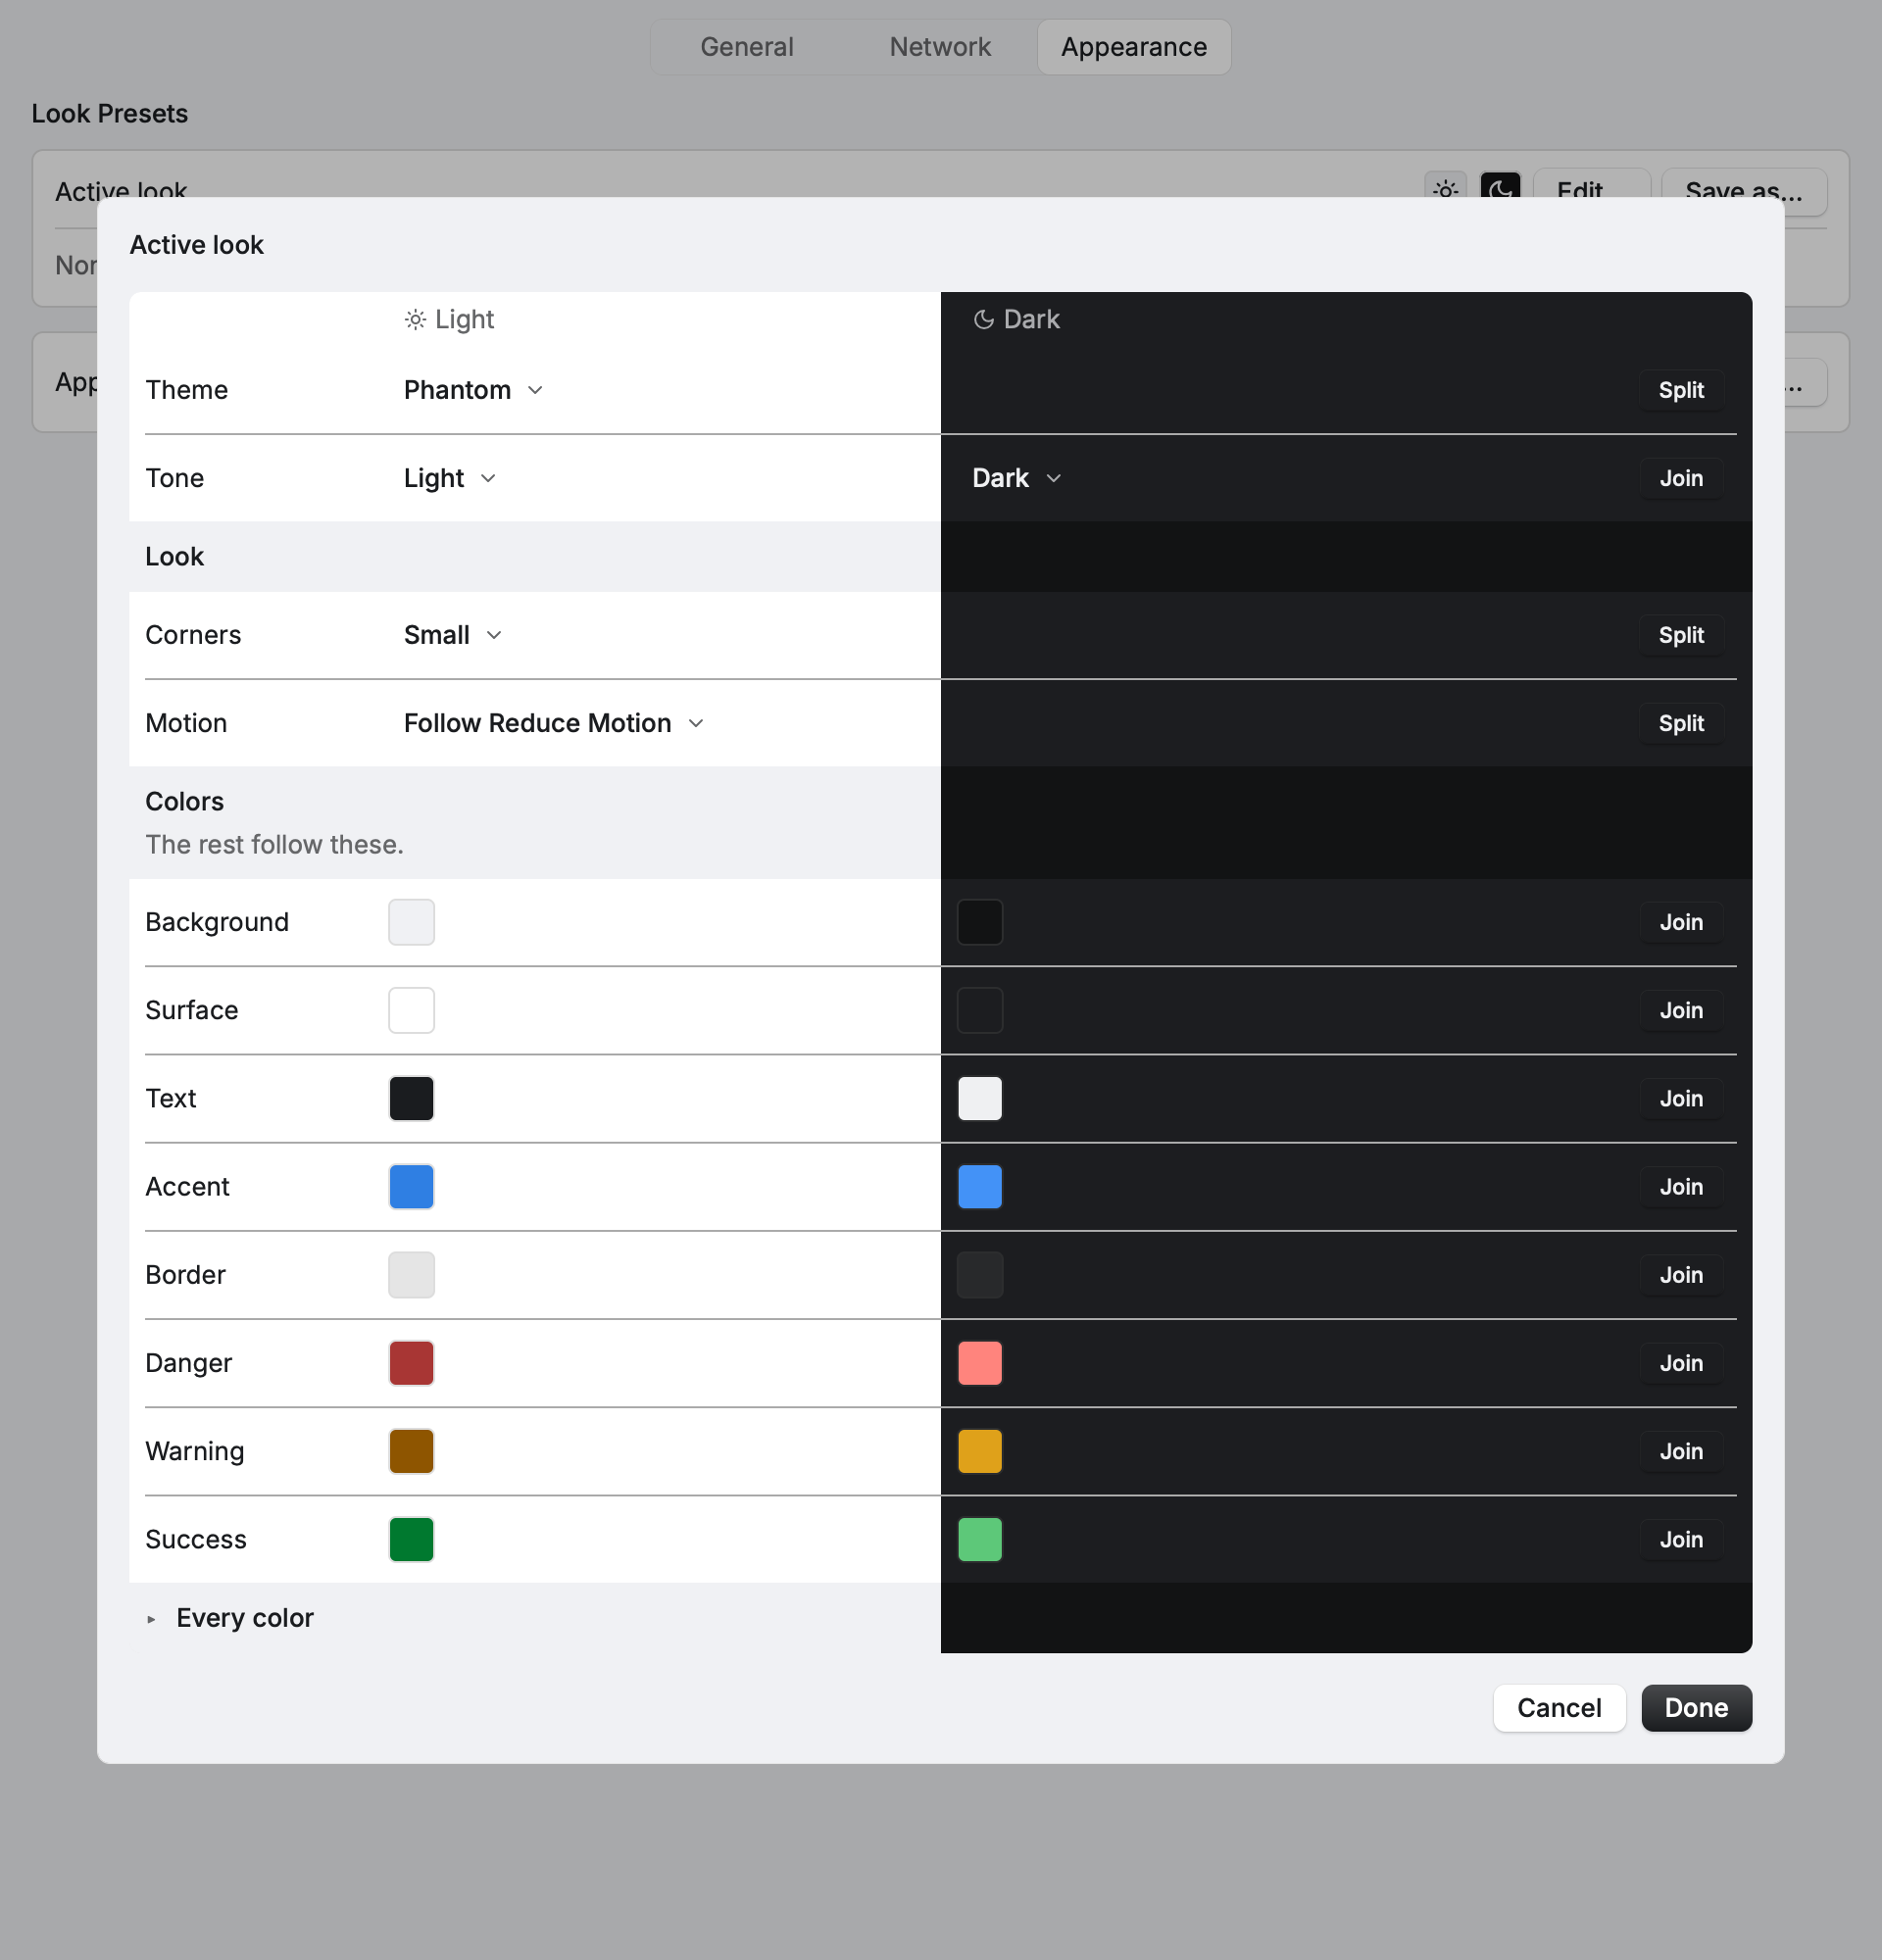 General Network Appearance
Look Presets
Active look Edit Save as...
Active look
Light Dark
Theme Phantom Split
Tone Light Dark Join
Look
Corners Small Split
Motion Follow Reduce Motion Split
Colors
The rest follow these.
Background Join
Surface Join
Text Join
Accent Join
Border Join
Danger Join
Warning Join
Success Join
Every color
Cancel Done